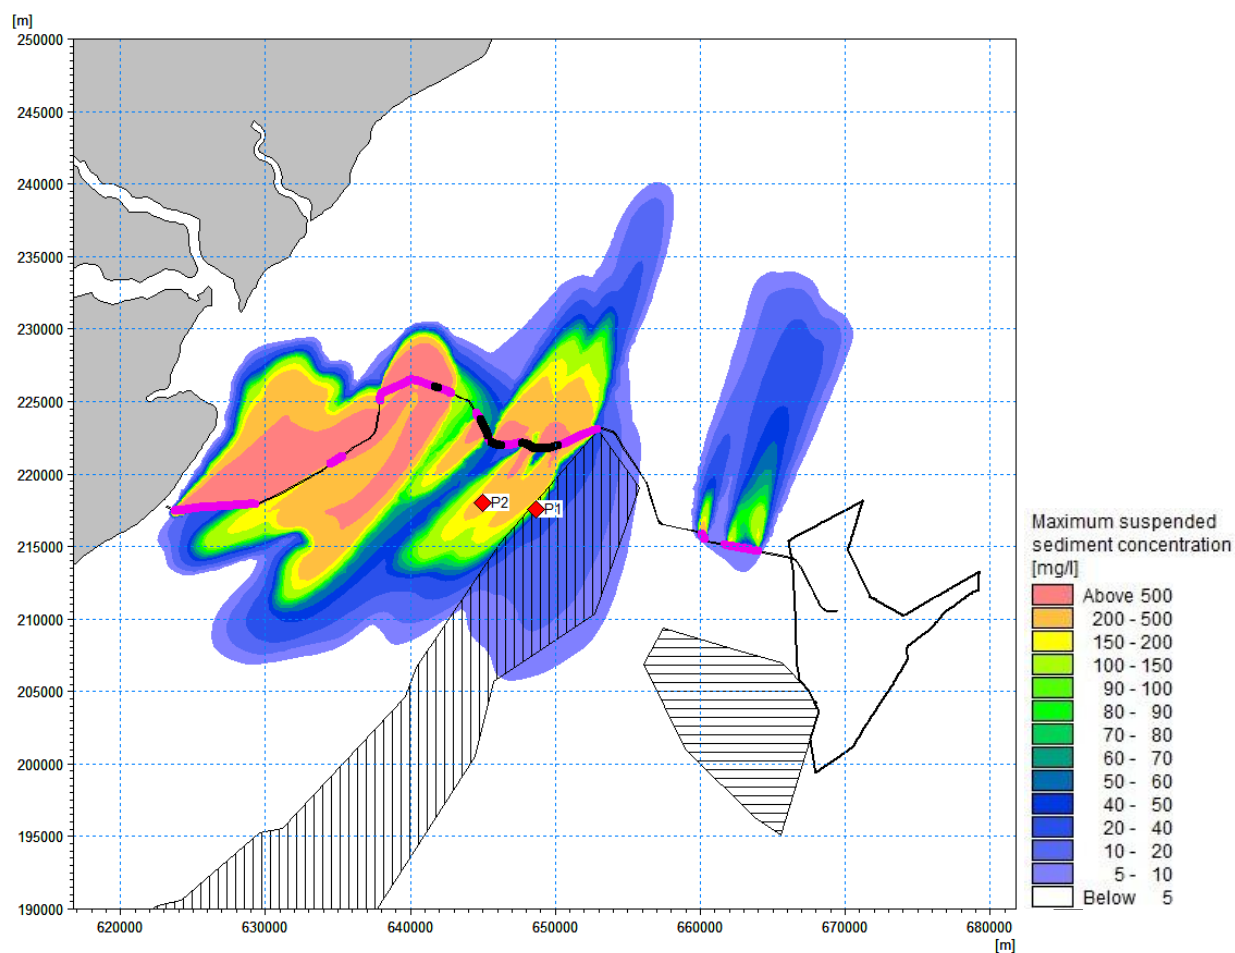 [m]
250000
245000
240000
235000
230000
225000
220000
215000
210000
205000
200000
195000
190000
P2
P1
620000 630000 640000 650000 660000 670000 680000
[m]
Maximum suspended
sediment concentration
[mg/l]
Above 500
200 - 500
150 - 200
100 - 150
90 - 100
80 - 90
70 - 80
60 - 70
50 - 60
40 - 50
20 - 40
10 - 20
5 - 10
Below 5